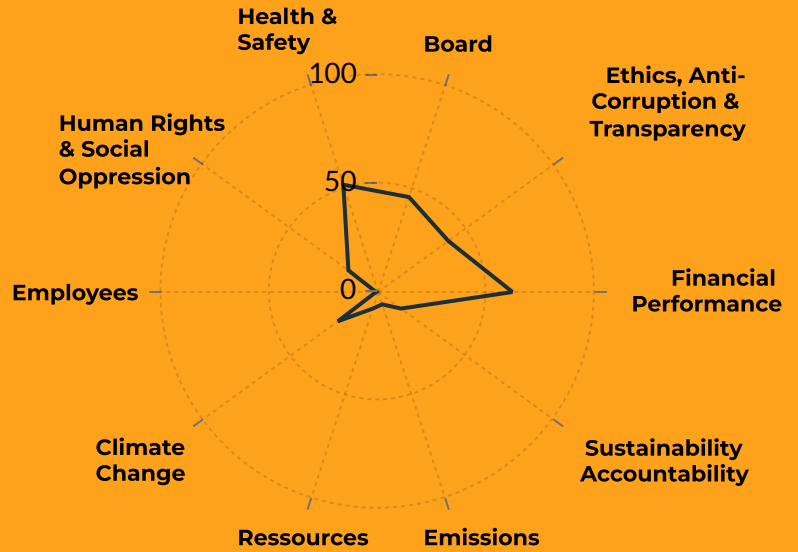 Health &
Safety
Board
100
Ethics, Anti-
Corruption &
Transparency
Human Rights
& Social
Oppression
50
Employees
0
Financial
Performance
Climate
Change
Sustainability
Accountability
Ressources
Emissions